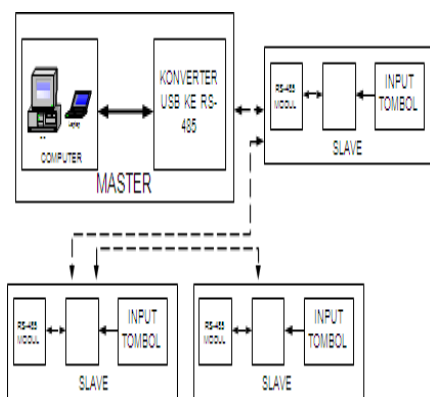 KONVERTER
USB KE RS-
485
COMPUTER
MASTER
RS-485
MODUL
INPUT
TOMBOL
SLAVE
RS-485
MODUL
INPUT
TOMBOL
SLAVE
RS-485
MODUL
INPUT
TOMBOL
SLAVE